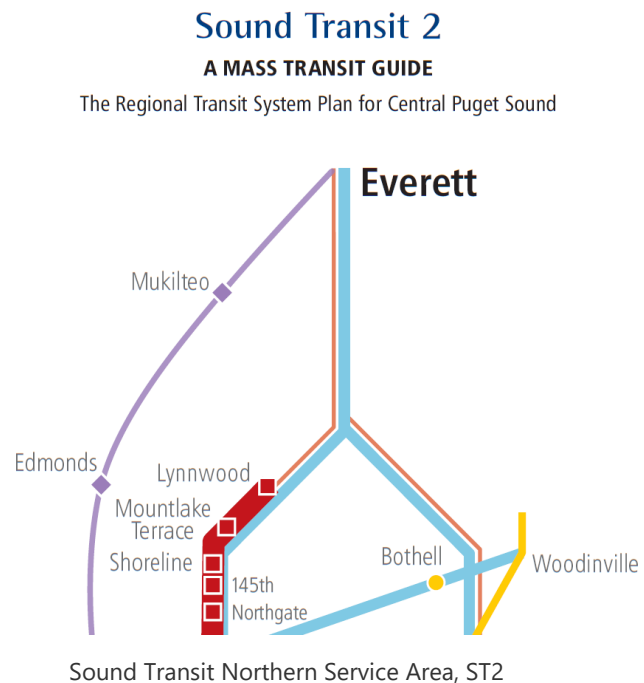 Sound Transit 2
A MASS TRANSIT GUIDE
The Regional Transit System Plan for Central Puget Sound
Everett
Mukilteo
Edmonds
Lynnwood
Mountlake
Terrace
Shoreline
145th
Northgate
Bothell
Woodinville
Sound Transit Northern Service Area, ST2